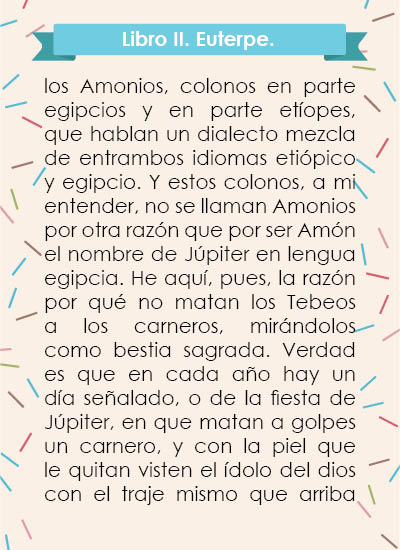 Libro II. Euterpe.
los Amonios, colonos en parte
egipcios y en parte etíopes,
que hablan un dialecto mezcla
de entrambos idiomas etiópico
y egipcio. Y estos colonos, a mi
entender, no se llaman Amonios
por otra razón que por ser Amón
el nombre de Júpiter en lengua
egipcia. He aquí, pues, la razón
por qué no matan los Tebeos
a los carneros, mirándolos
como bestia sagrada. Verdad
es que en cada año hay un
día señalado, o de la fiesta de
Júpiter, en que matan a golpes
un carnero, y con la piel que
le quitan visten el ídolo del dios
con el traje mismo que arriba